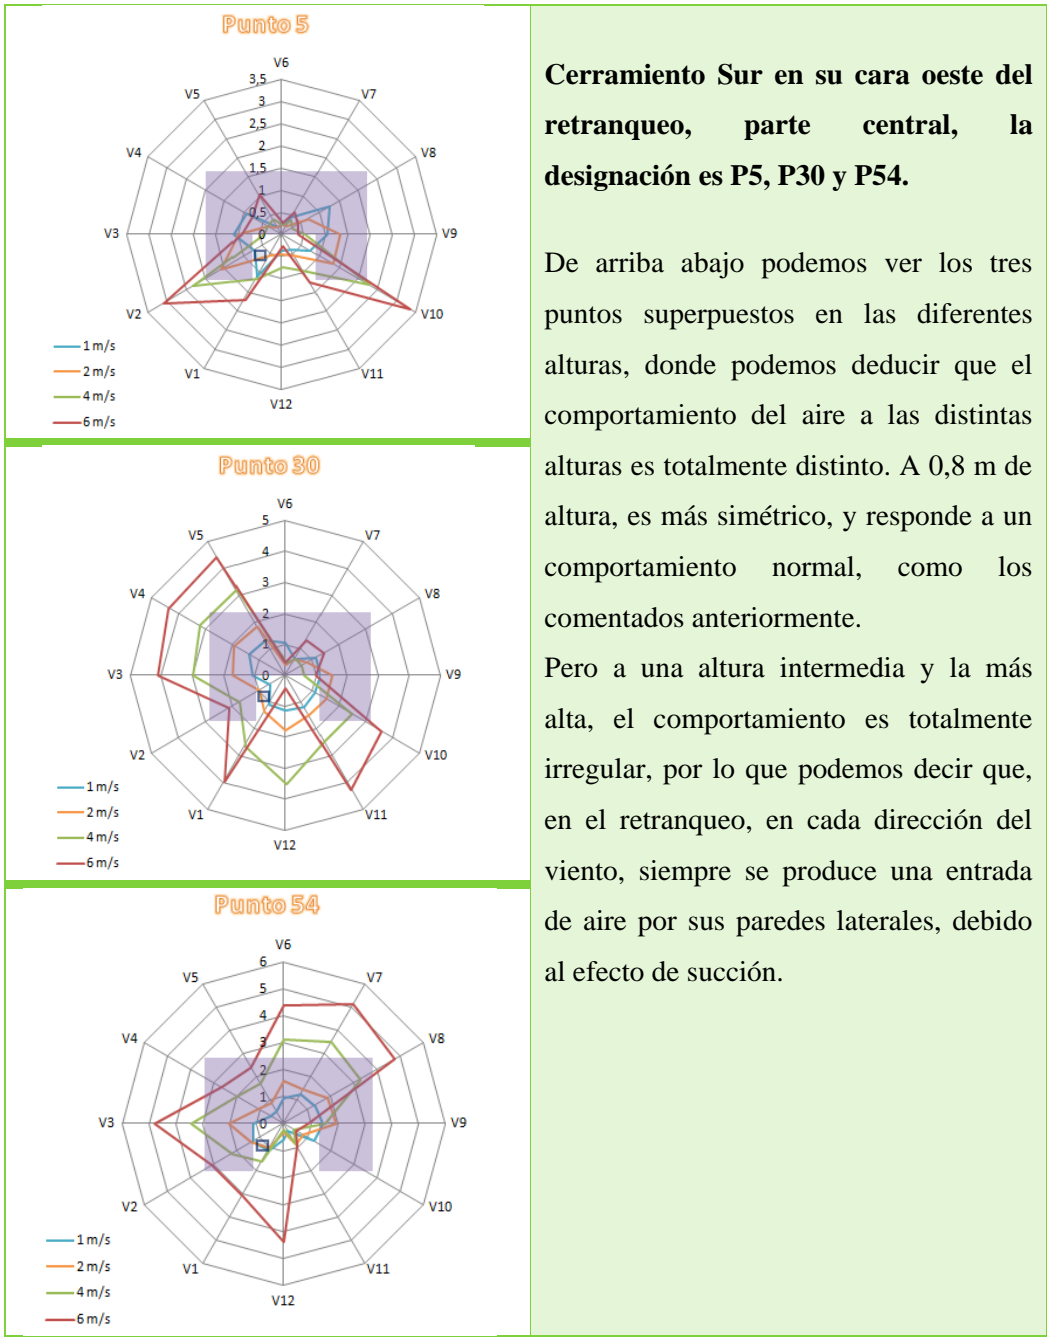 Punto 5
V6
3,5
V5
V7
3
2,5
V4
2
V8
1,5
1
0,5
V3
0
V9
V2
V10
1 m/s
2 m/s
V1
V11
4 m/s
V12
6 m/s
Punto 30
V6
5
V5
V7
4
V4
3
V8
2
1
V3
0
V9
V2
V10
1 m/s
2 m/s
V1
V11
4 m/s
V12
6 m/s
Punto 54
V6
6
V5
V7
5
4
V4
3
V8
2
1
V3
0
V9
V2
V10
1 m/s
2 m/s
V1
V11
4 m/s
V12
6 m/s
Cerramiento Sur en su cara oeste del
retranqueo, parte central, la
designación es P5, P30 y P54.
De arriba abajo podemos ver los tres
puntos superpuestos en las diferentes
alturas, donde podemos deducir que el
comportamiento del aire a las distintas
alturas es totalmente distinto. A 0,8 m de
altura, es más simétrico, y responde a un
comportamiento normal, como los
comentados anteriormente.
Pero a una altura intermedia y la más
alta, el comportamiento es totalmente
irregular, por lo que podemos decir que,
en el retranqueo, en cada dirección del
viento, siempre se produce una entrada
de aire por sus paredes laterales, debido
al efecto de succión.